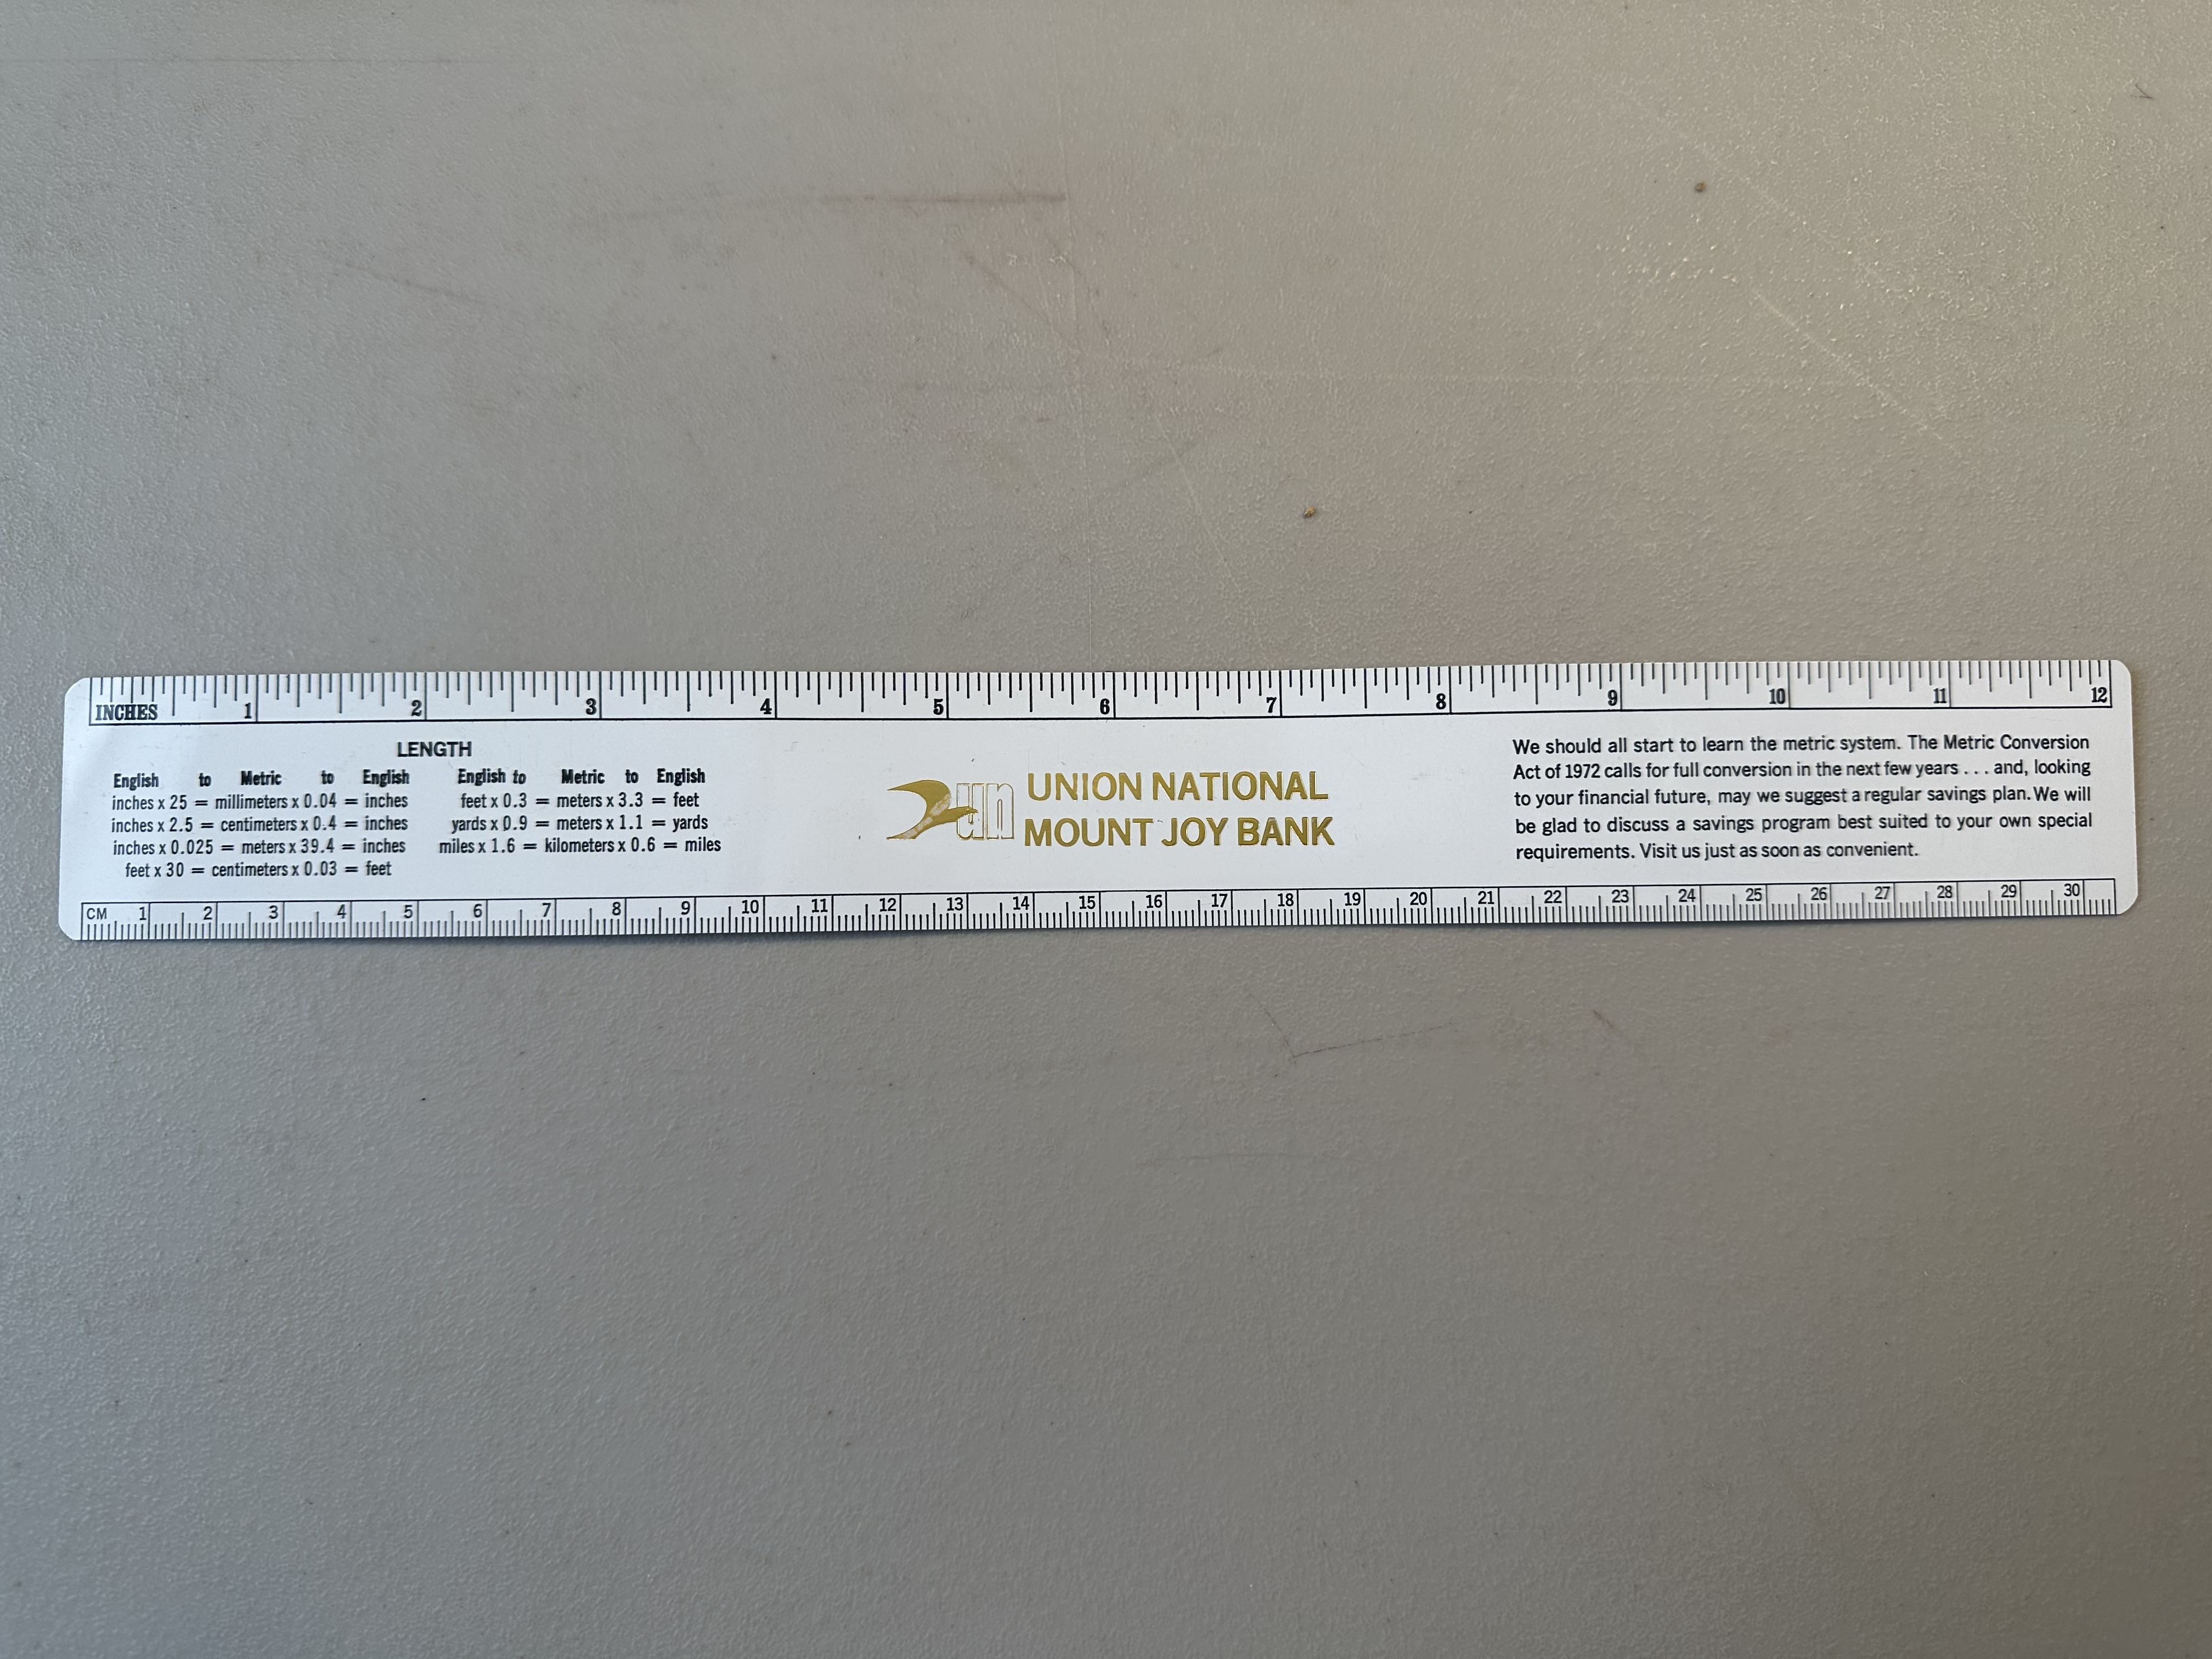 INCHES 1 2 3 4 5 6 7 8 9 10 11 12
LENGTH
English to Metric to English
inches x 25 = millimeters x 0.04 = inches
inches x 2.5 = centimeters x 0.4 = inches
inches x 0.025 = meters x 39.4 = inches
feet x 30 = centimeters x 0.03 = feet
English to Metric to English
feet x 0.3 = meters x 3.3 = feet
yards x 0.9 = meters x 1.1 = yards
miles x 1.6 = kilometers x 0.6 = miles
un
UNION NATIONAL
MOUNT JOY BANK
We should all start to learn the metric system. The Metric Conversion
Act of 1972 calls for full conversion in the next few years . . . and, looking
to your financial future, may we suggest a regular savings plan. We will
be glad to discuss a savings program best suited to your own special
requirements. Visit us just as soon as convenient.
CM 1 2 3 4 5 6 7 8 9 10 11 12 13 14 15 16 17 18 19 20 21 22 23 24 25 26 27 28 29 30